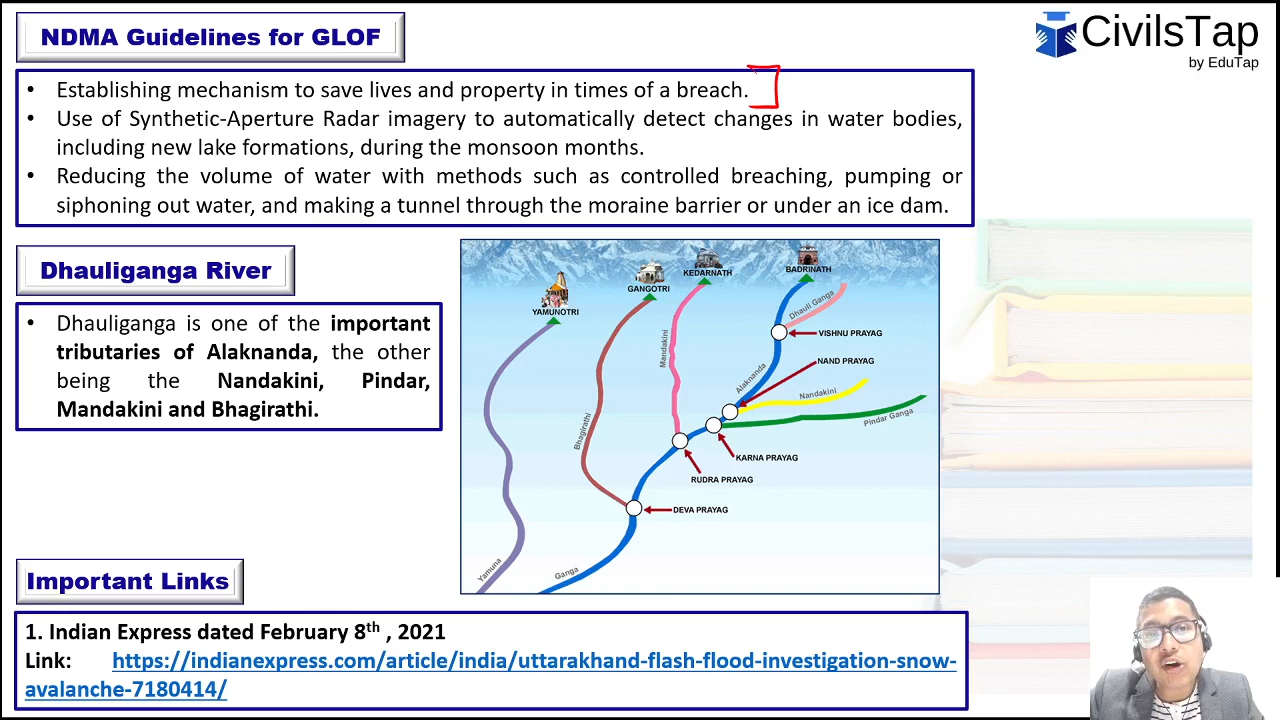 NDMA Guidelines for GLOF
CivilsTap
by EduTap
• Establishing mechanism to save lives and property in times of a breach.
• Use of Synthetic-Aperture Radar imagery to automatically detect changes in water bodies,
including new lake formations, during the monsoon months.
• Reducing the volume of water with methods such as controlled breaching, pumping or
siphoning out water, and making a tunnel through the moraine barrier or under an ice dam.
Dhauliganga River
• Dhauliganga is one of the important
tributaries of Alaknanda, the other
being the Nandakini, Pindar,
Mandakini and Bhagirathi.
YAMUNOTRI
GANGOTRI
KEDARNATH
BADRINATH
Dhauli Ganga
VISHNU PRAYAG
Mandakini
NAND PRAYAG
Alaknanda
Nandakini
Pindar Ganga
Bhagirathi
KARNA PRAYAG
RUDRA PRAYAG
DEVA PRAYAG
Yamuna
Ganga
Important Links
1. Indian Express dated February 8th , 2021
Link: https://indianexpress.com/article/india/uttarakhand-flash-flood-investigation-snow-
avalanche-7180414/